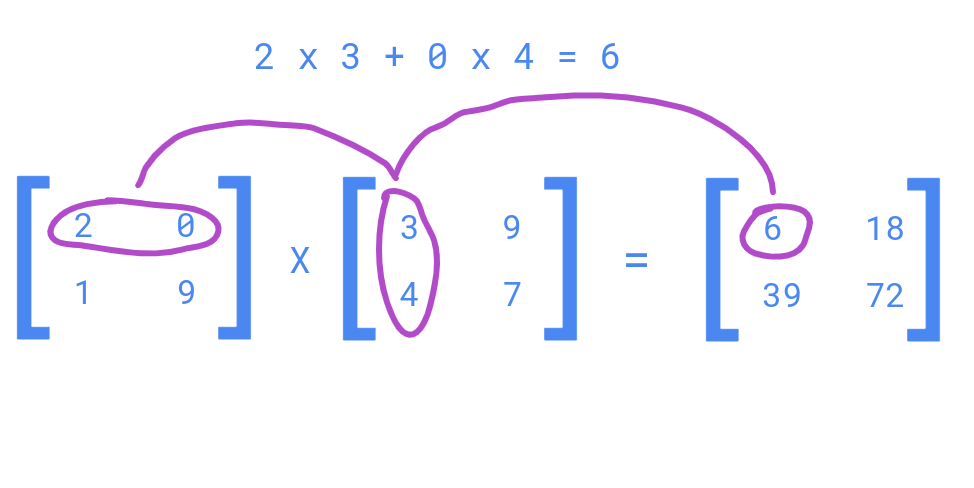 2 x 3 + 0 x 4 = 6
[2 0] x [3 9] = [6 18]
[1 9] [4 7] [39 72]